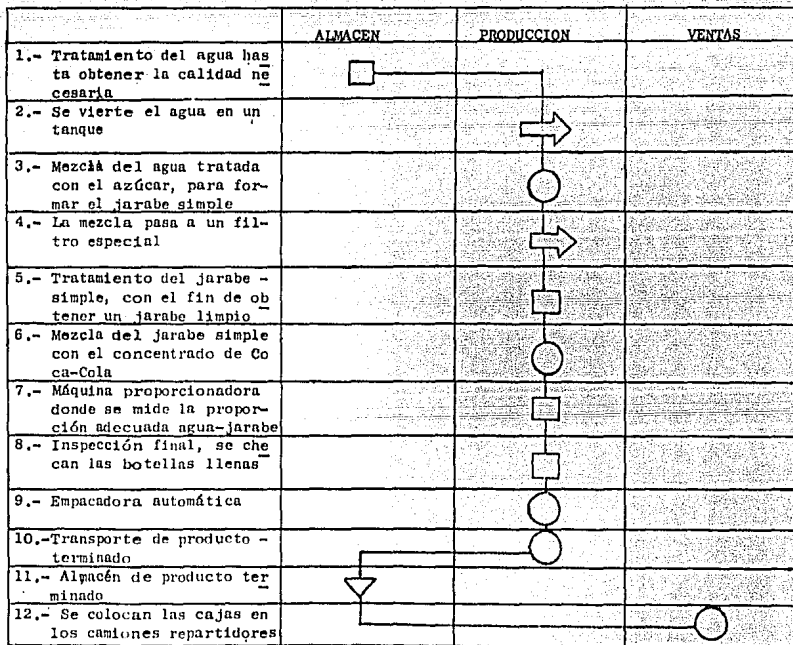 ALMACEN PRODUCCION VENTAS
1.- Tratamiento del agua has
ta obtener la calidad ne
cesaria
2.- Se vierte el agua en un
tanque
3.- Mezcla del agua tratada
con el azúcar, para for-
mar el jarabe simple
4.- La mezcla pasa a un fil-
tro especial
5.- Tratamiento del jarabe -
simple, con el fin de ob
tener un jarabe limpio
6.- Mezcla del jarabe simple
con el concentrado de Co
ca-Cola
7.- Máquina proporcionadora
donde se mide la propor-
ción adecuada agua-jarabe
8.- Inspección final, se che
can las botellas llenas
9.- Empacadora automática
10.-Transporte de producto -
terminado
11.- Almacén de producto ter
minado
12.- Se colocan las cajas en
los camiones repartidores